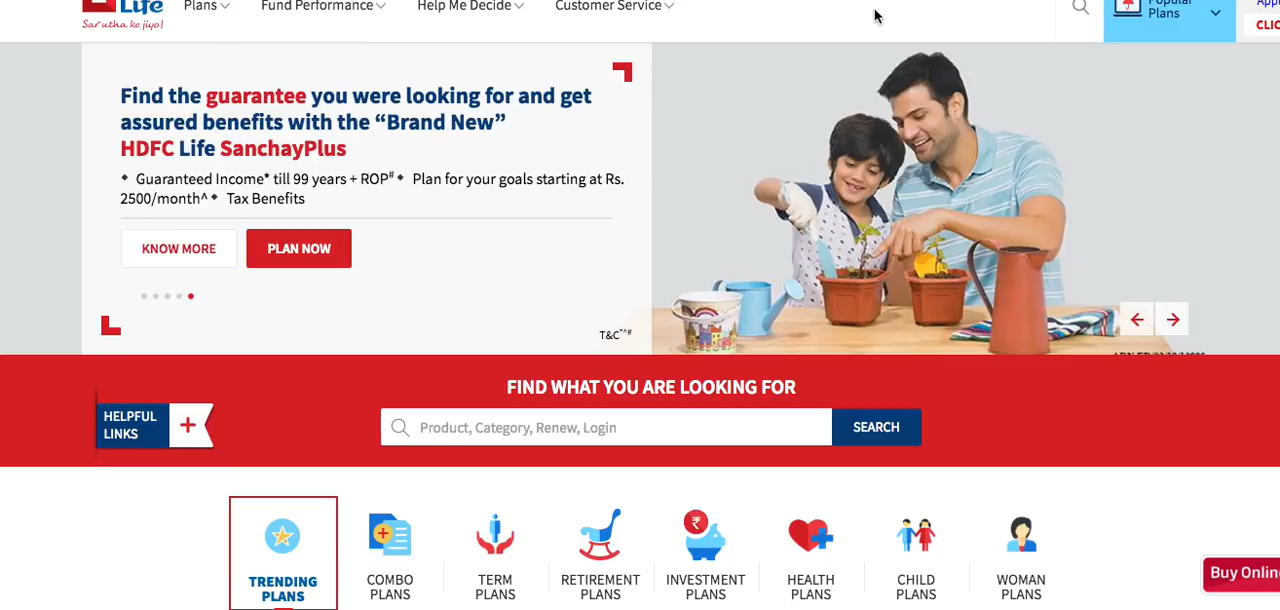 Life
Sar utha ke jiyo!
Plans
Fund Performance
Help Me Decide
Customer Service
Popular
Plans
CLIC
Find the guarantee you were looking for and get
assured benefits with the “Brand New”
HDFC Life SanchayPlus
◆ Guaranteed Income* till 99 years + ROP# ◆ Plan for your goals starting at Rs.
2500/month^ ◆ Tax Benefits
KNOW MORE
PLAN NOW
T&C*^#
FIND WHAT YOU ARE LOOKING FOR
HELPFUL
LINKS
Product, Category, Renew, Login
SEARCH
TRENDING
PLANS
COMBO
PLANS
TERM
PLANS
RETIREMENT
PLANS
INVESTMENT
PLANS
HEALTH
PLANS
CHILD
PLANS
WOMAN
PLANS
Buy Onlin